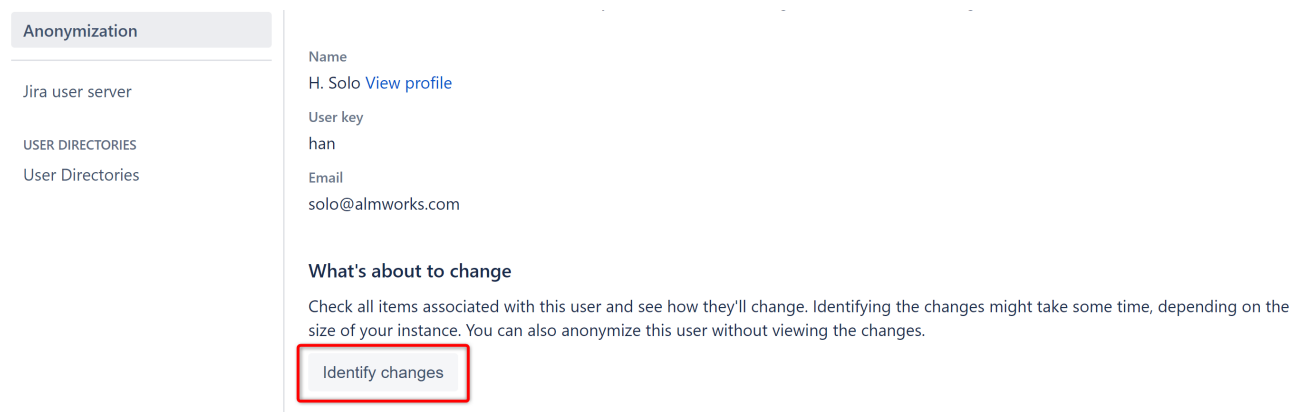 Anonymization
Jira user server
USER DIRECTORIES
User Directories
Name
H. Solo View profile
User key
han
Email
solo@almworks.com
What's about to change
Check all items associated with this user and see how they'll change. Identifying the changes might take some time, depending on the
size of your instance. You can also anonymize this user without viewing the changes.
Identify changes